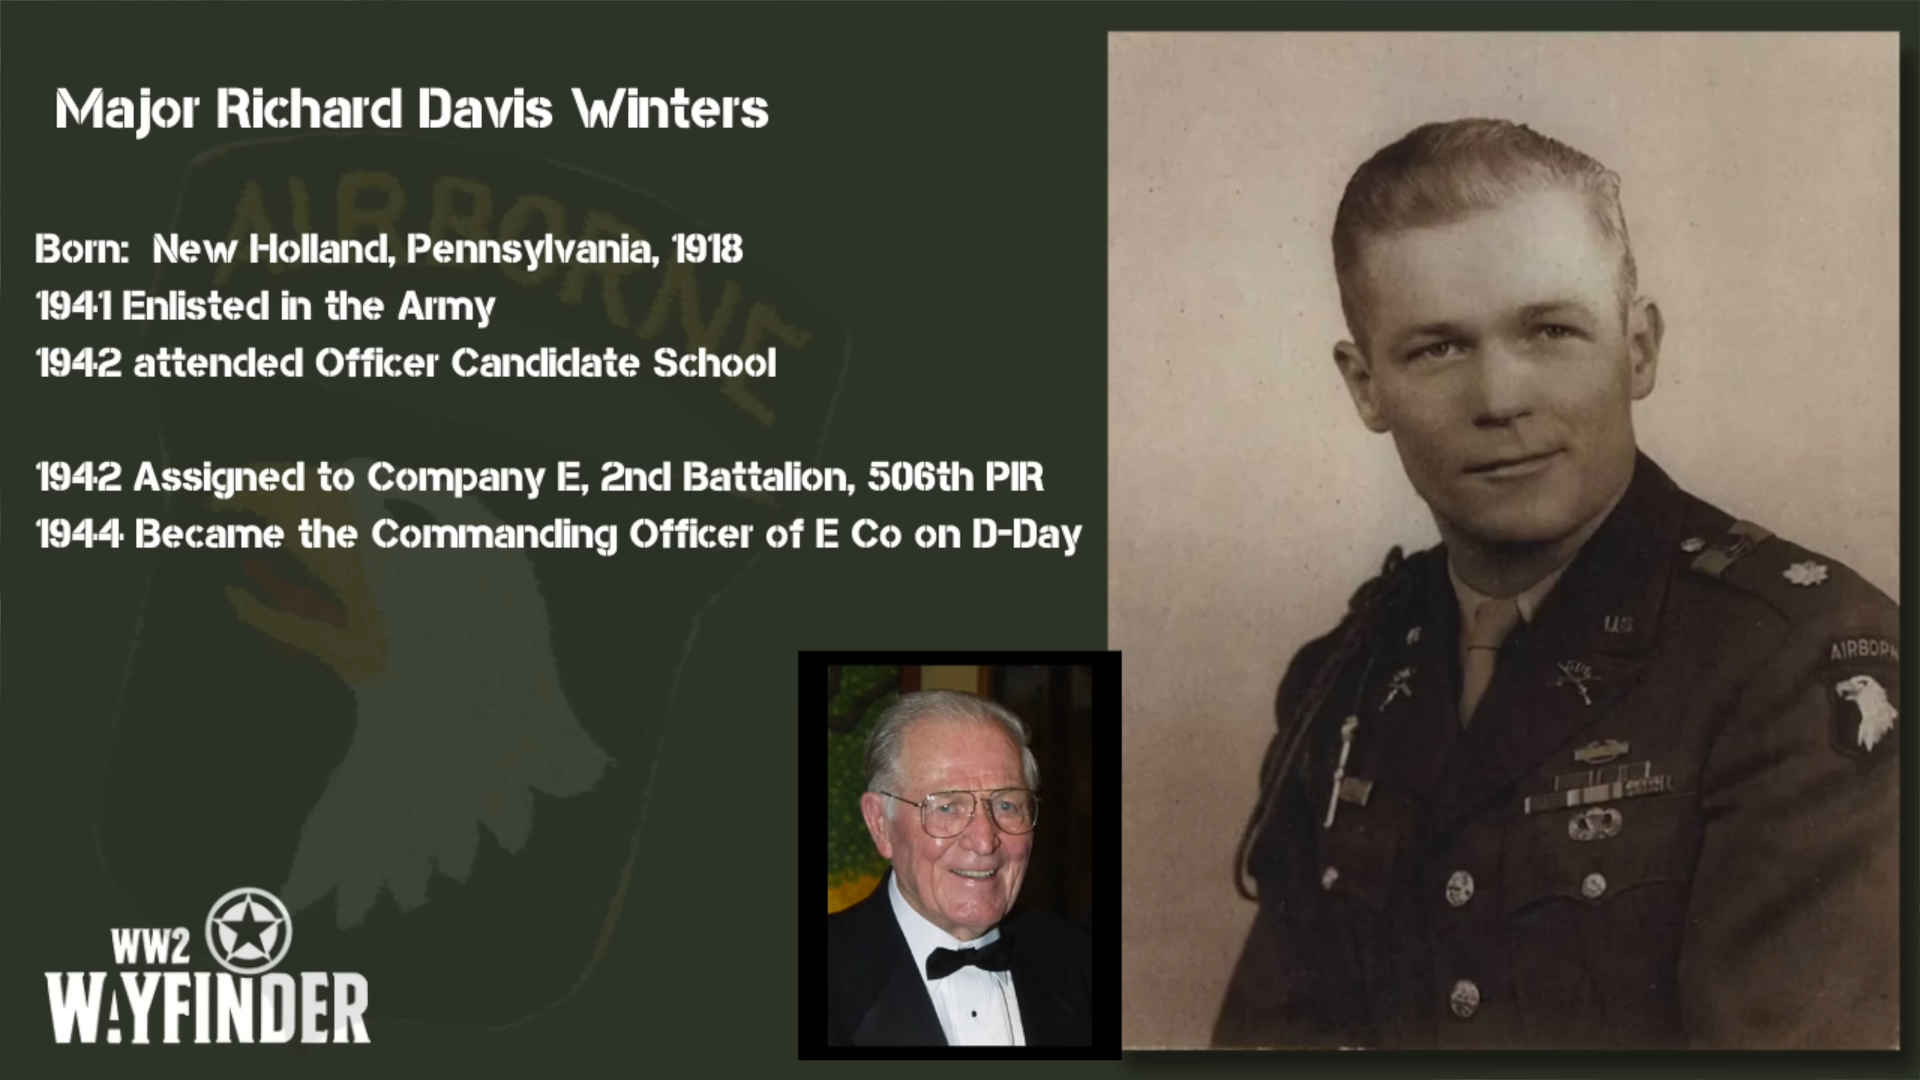 Major Richard Davis Winters
AIRBORNE
Born: New Holland, Pennsylvania, 1918
1941 Enlisted in the Army
1942 attended Officer Candidate School
1942 Assigned to Company E, 2nd Battalion, 506th PIR
1944 Became the Commanding Officer of E Co on D-Day
U.S
AIRBORN
WW2
WAYFINDER